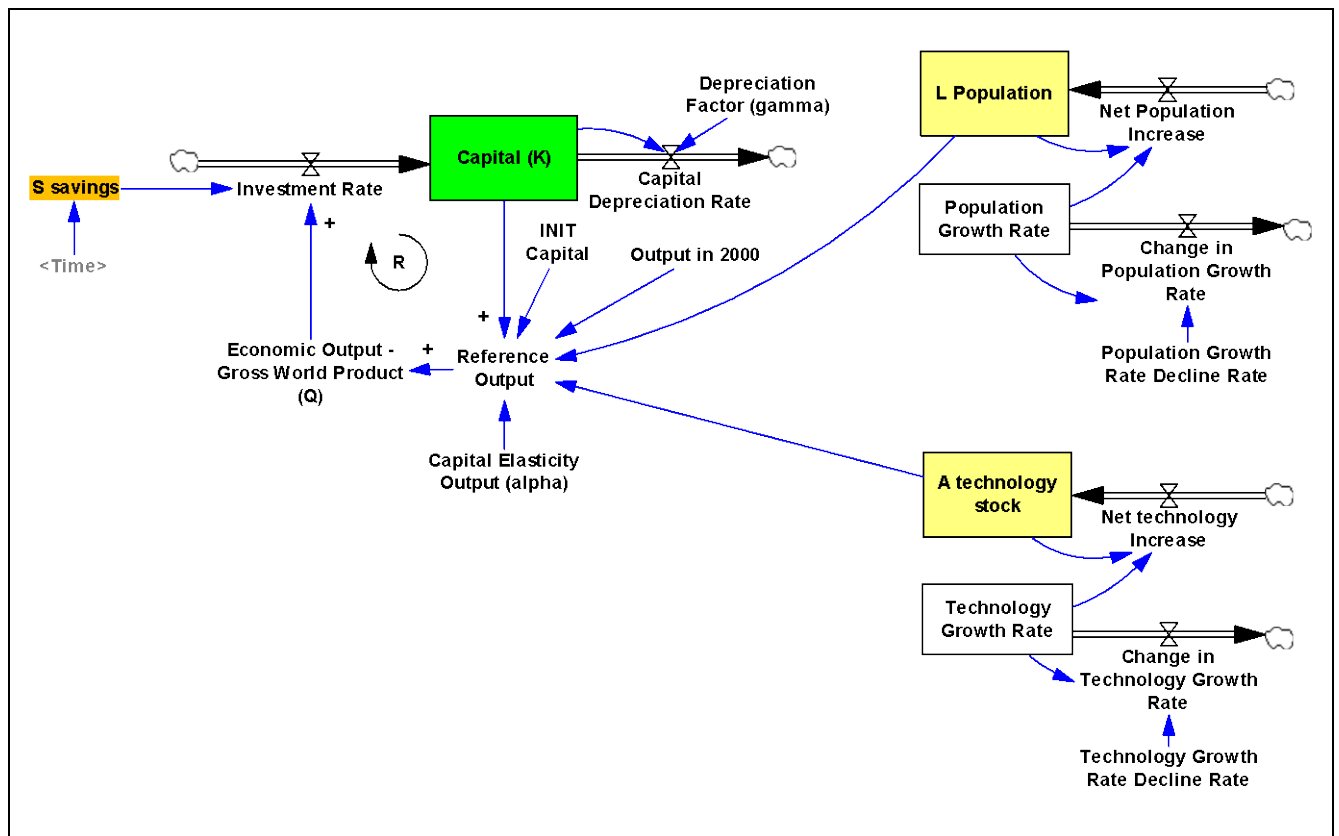 Depreciation
Factor (gamma)
Capital (K)
Capital
Depreciation Rate
S savings
Investment Rate
+
<Time>
R
INIT
Capital
Output in 2000
+
Economic Output -
Gross World Product
(Q)
+
Reference
Output
Capital Elasticity
Output (alpha)
L Population
Net Population
Increase
Population
Growth Rate
Change in
Population Growth
Rate
Population Growth
Rate Decline Rate
A technology
stock
Net technology
Increase
Technology
Growth Rate
Change in
Technology Growth
Rate
Technology Growth
Rate Decline Rate